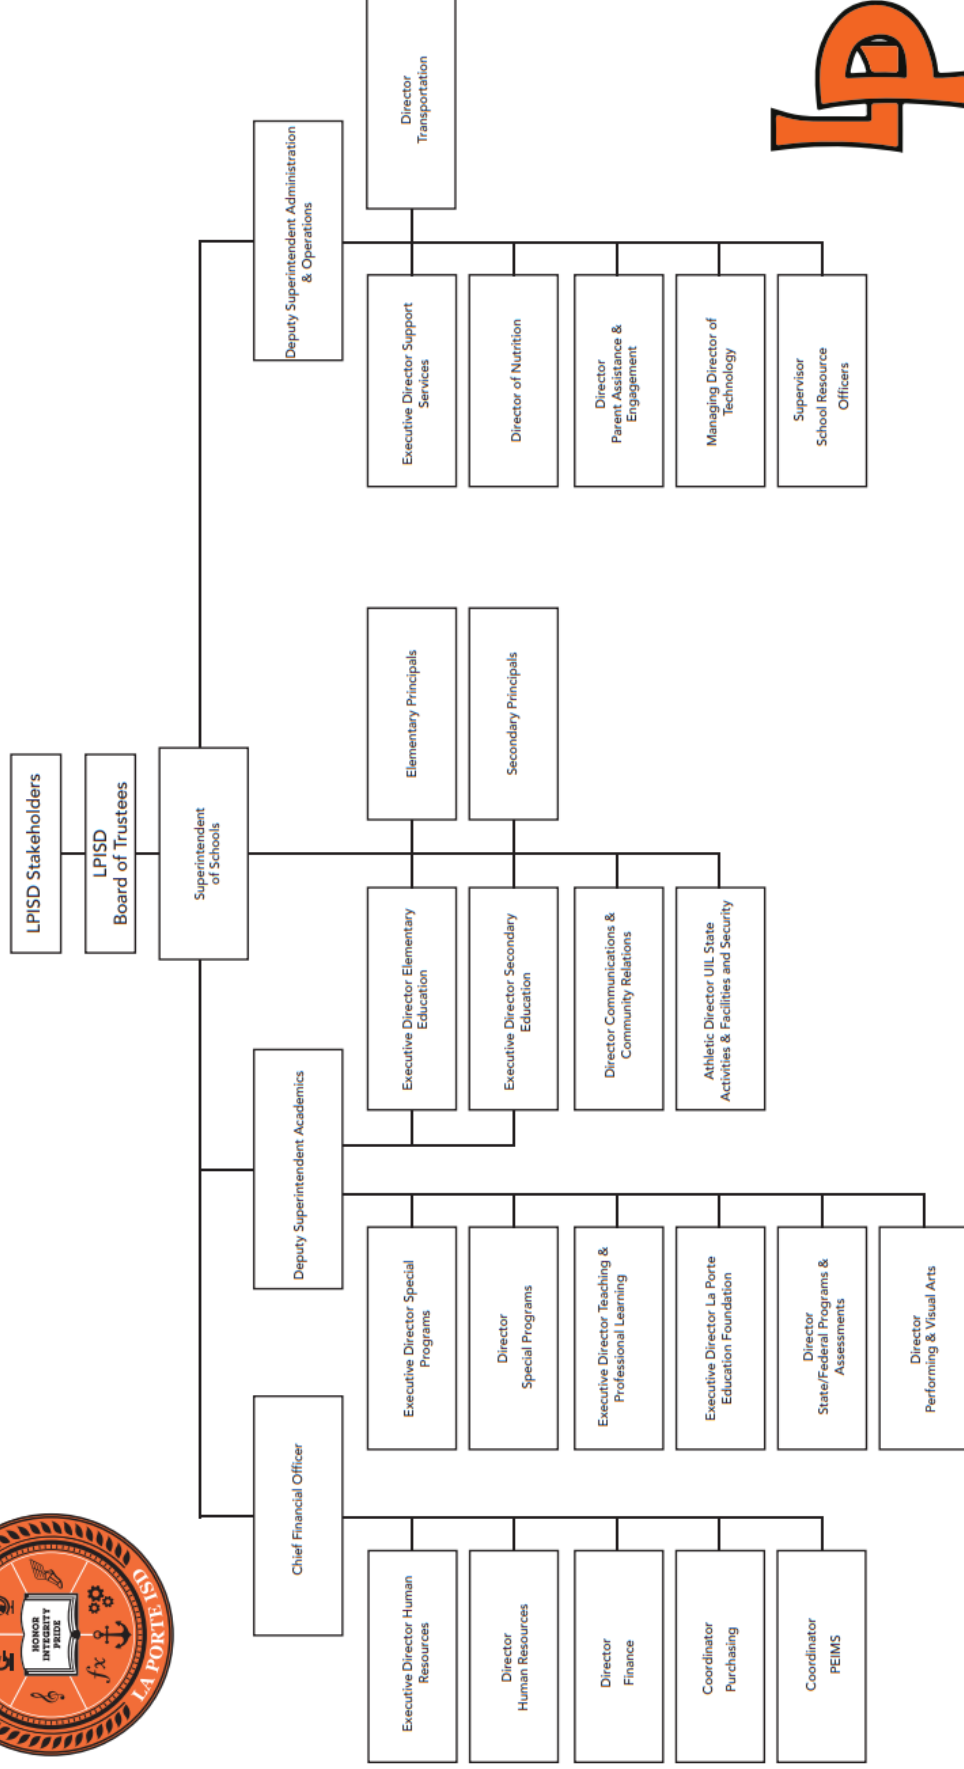 LPISD Stakeholders
LPISD
Board of Trustees
Superintendent
of Schools
Chief Financial Officer
Deputy Superintendent Academics
Deputy Superintendent Administration
& Operations
Executive Director Human
Resources
Director
Human Resources
Director
Finance
Coordinator
Purchasing
Coordinator
PEIMS
Executive Director Special
Programs
Director
Special Programs
Executive Director Teaching &
Professional Learning
Executive Director La Porte
Education Foundation
Director
State/Federal Programs &
Assessments
Director
Performing & Visual Arts
Executive Director Elementary
Education
Executive Director Secondary
Education
Director Communications &
Community Relations
Athletic Director UIL State
Activities & Facilities and Security
Elementary Principals
Secondary Principals
Executive Director Support
Services
Director of Nutrition
Director
Parent Assistance &
Engagement
Managing Director of
Technology
Supervisor
School Resource
Officers
Director
Transportation
HONOR
INTEGRITY
PRIDE
fx
LA PORTE ISD
LP